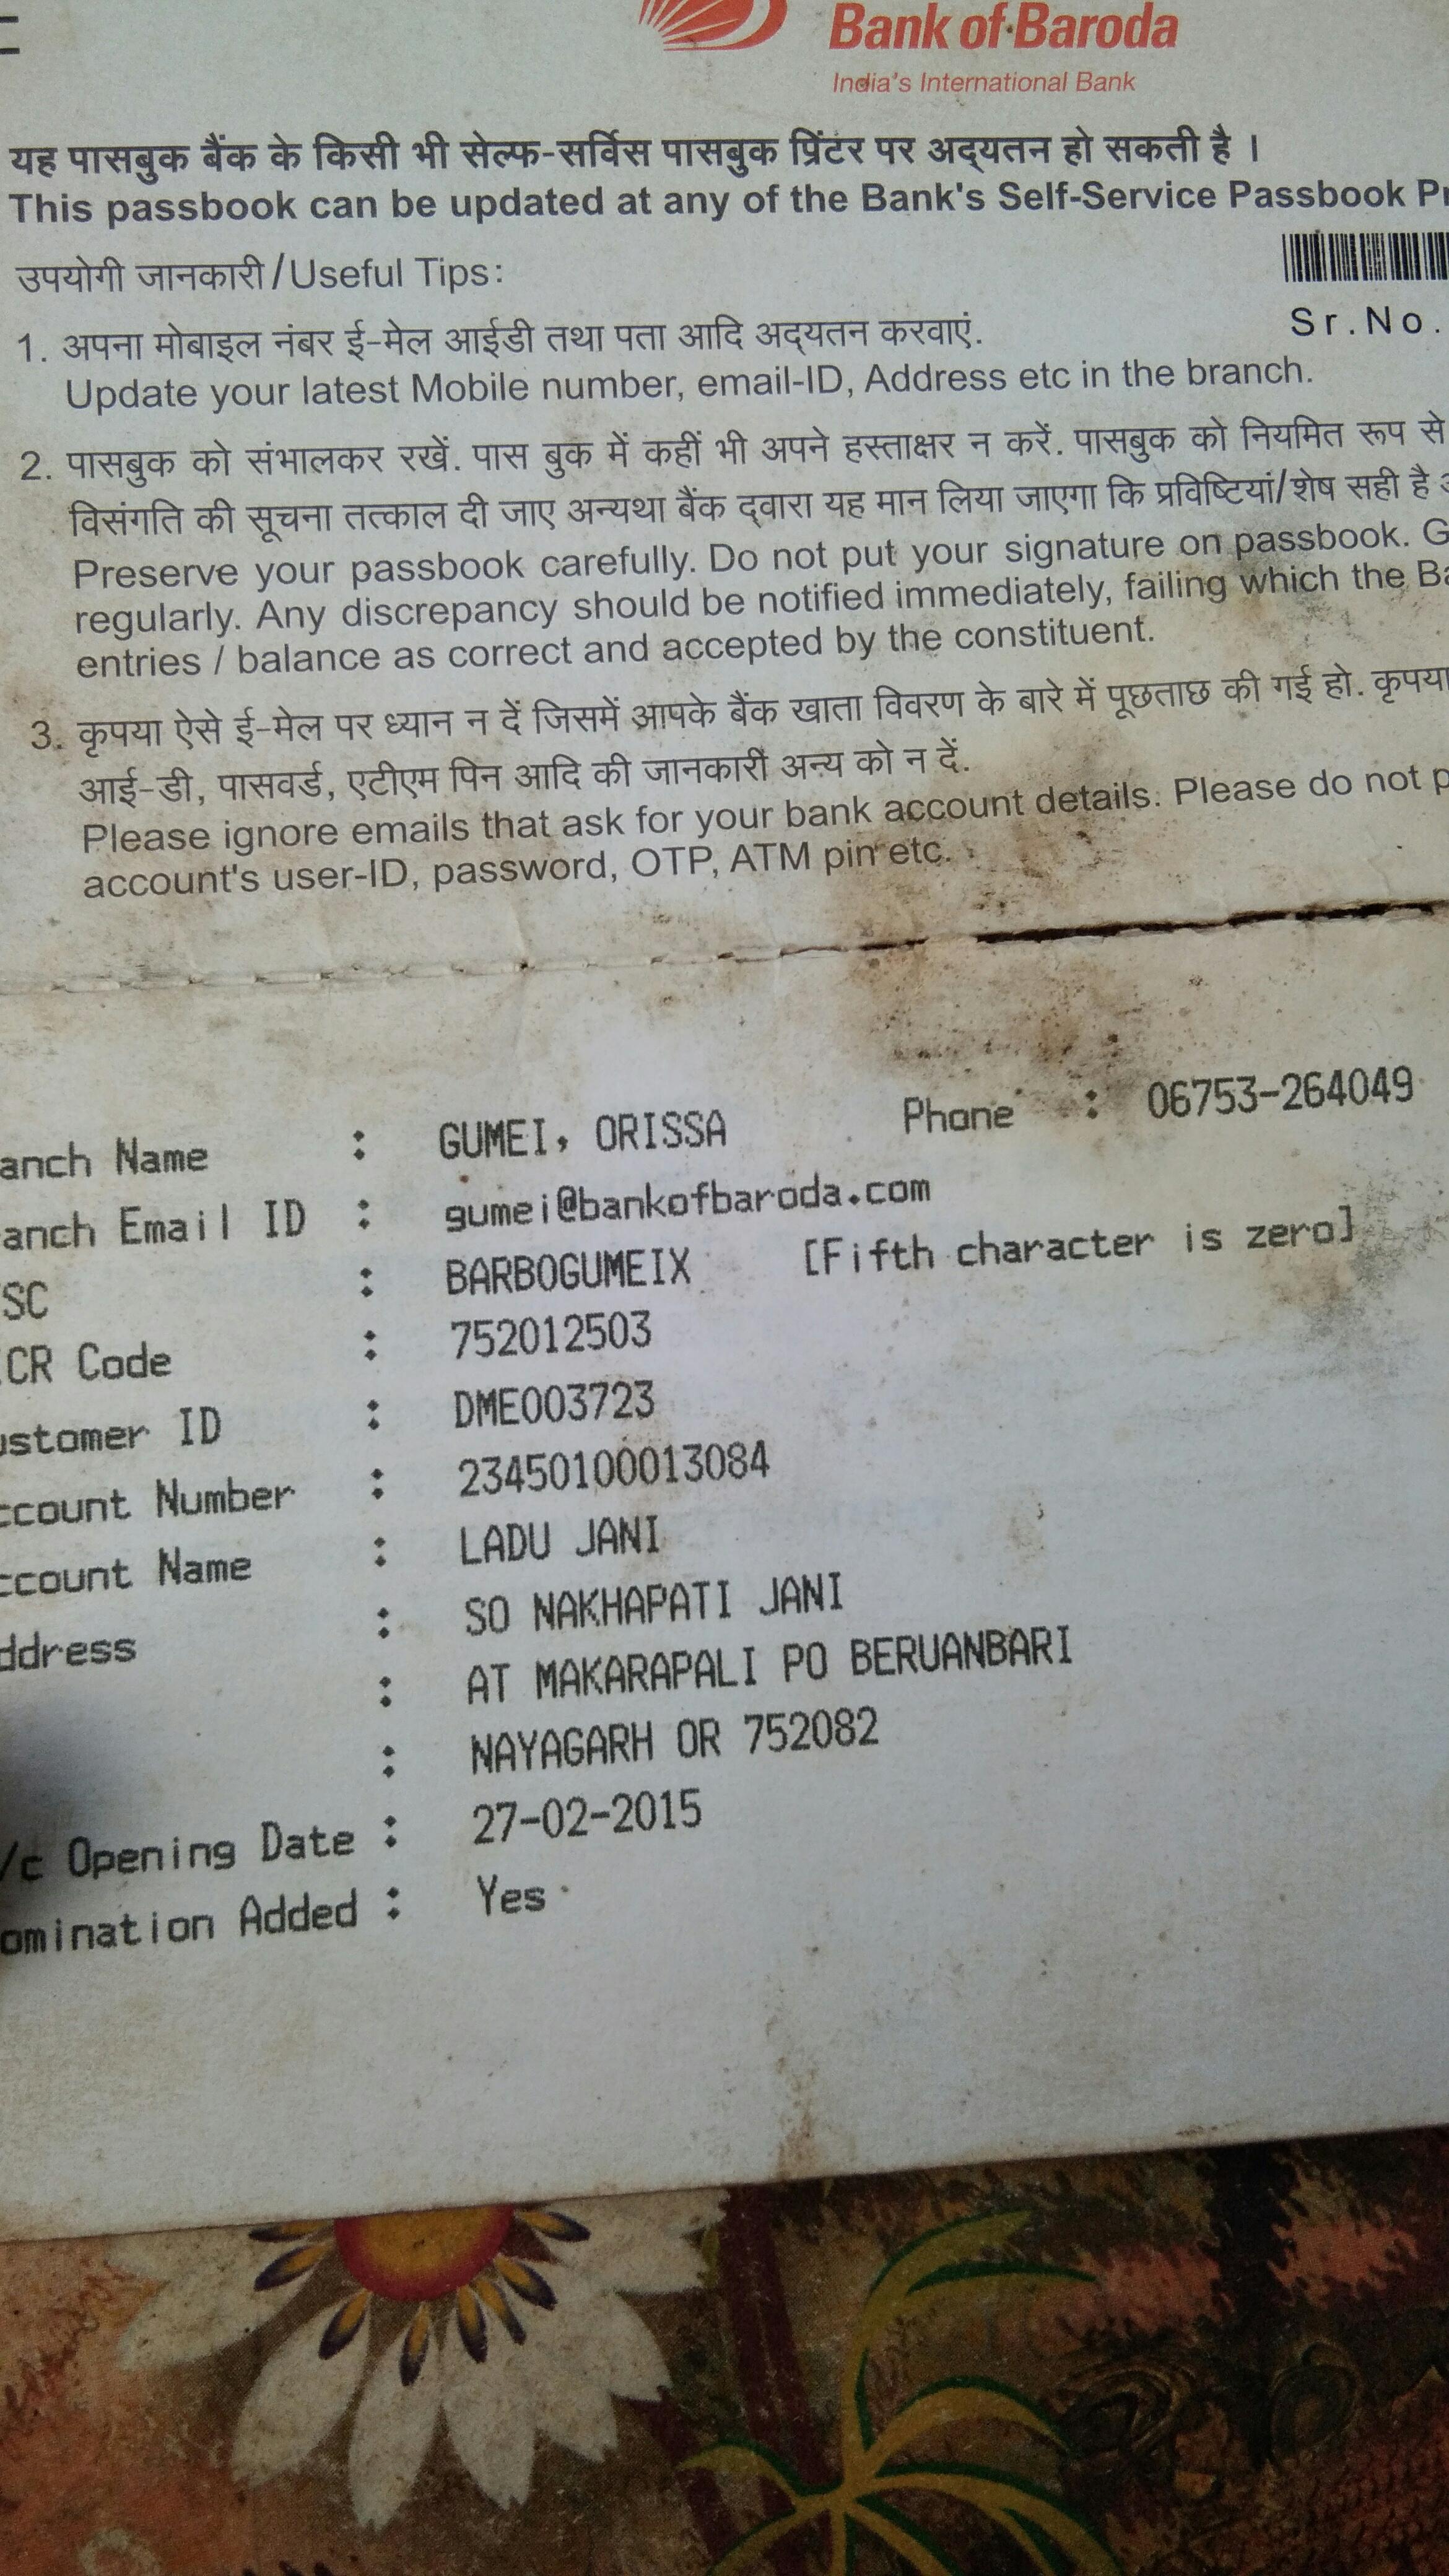 Bank of Baroda
India's International Bank
यह पासबुक बैंक के किसी भी सेल्फ-सर्विस पासबुक प्रिंटर पर अद्यतन हो सकती है ।
This passbook can be updated at any of the Bank's Self-Service Passbook Pr
उपयोगी जानकारी/Useful Tips:
Sr.No.
1. अपना मोबाइल नंबर ई-मेल आईडी तथा पता आदि अद्यतन करवाएं.
Update your latest Mobile number, email-ID, Address etc in the branch.
2. पासबुक को संभालकर रखें. पास बुक में कहीं भी अपने हस्ताक्षर न करें. पासबुक को नियमित रूप से
विसंगति की सूचना तत्काल दी जाए अन्यथा बैंक द्वारा यह मान लिया जाएगा कि प्रविष्टियां/शेष सही है
Preserve your passbook carefully. Do not put your signature on passbook. G
regularly. Any discrepancy should be notified immediately, failing which the Ba
entries / balance as correct and accepted by the constituent.
3. कृपया ऐसे ई-मेल पर ध्यान न दें जिसमें आपके बैंक खाता विवरण के बारे में पूछताछ की गई हो. कृपया
आई-डी, पासवर्ड, एटीएम पिन आदि की जानकारी अन्य को न दें.
Please ignore emails that ask for your bank account details. Please do not p
account's user-ID, password, OTP, ATM pin etc.
anch Name : GUMEI, ORISSA Phone : 06753-264049
anch Email ID : gumei@bankofbaroda.com
SC : BARB0GUMEIX [Fifth character is zero]
CR Code : 752012503
ustomer ID : DME003723
ccount Number : 23450100013084
ccount Name : LADU JANI
ddress : SO NAKHAPATI JANI
: AT MAKARAPALI PO BERUANBARI
: NAYAGARH OR 752082
/c Opening Date : 27-02-2015
omination Added : Yes